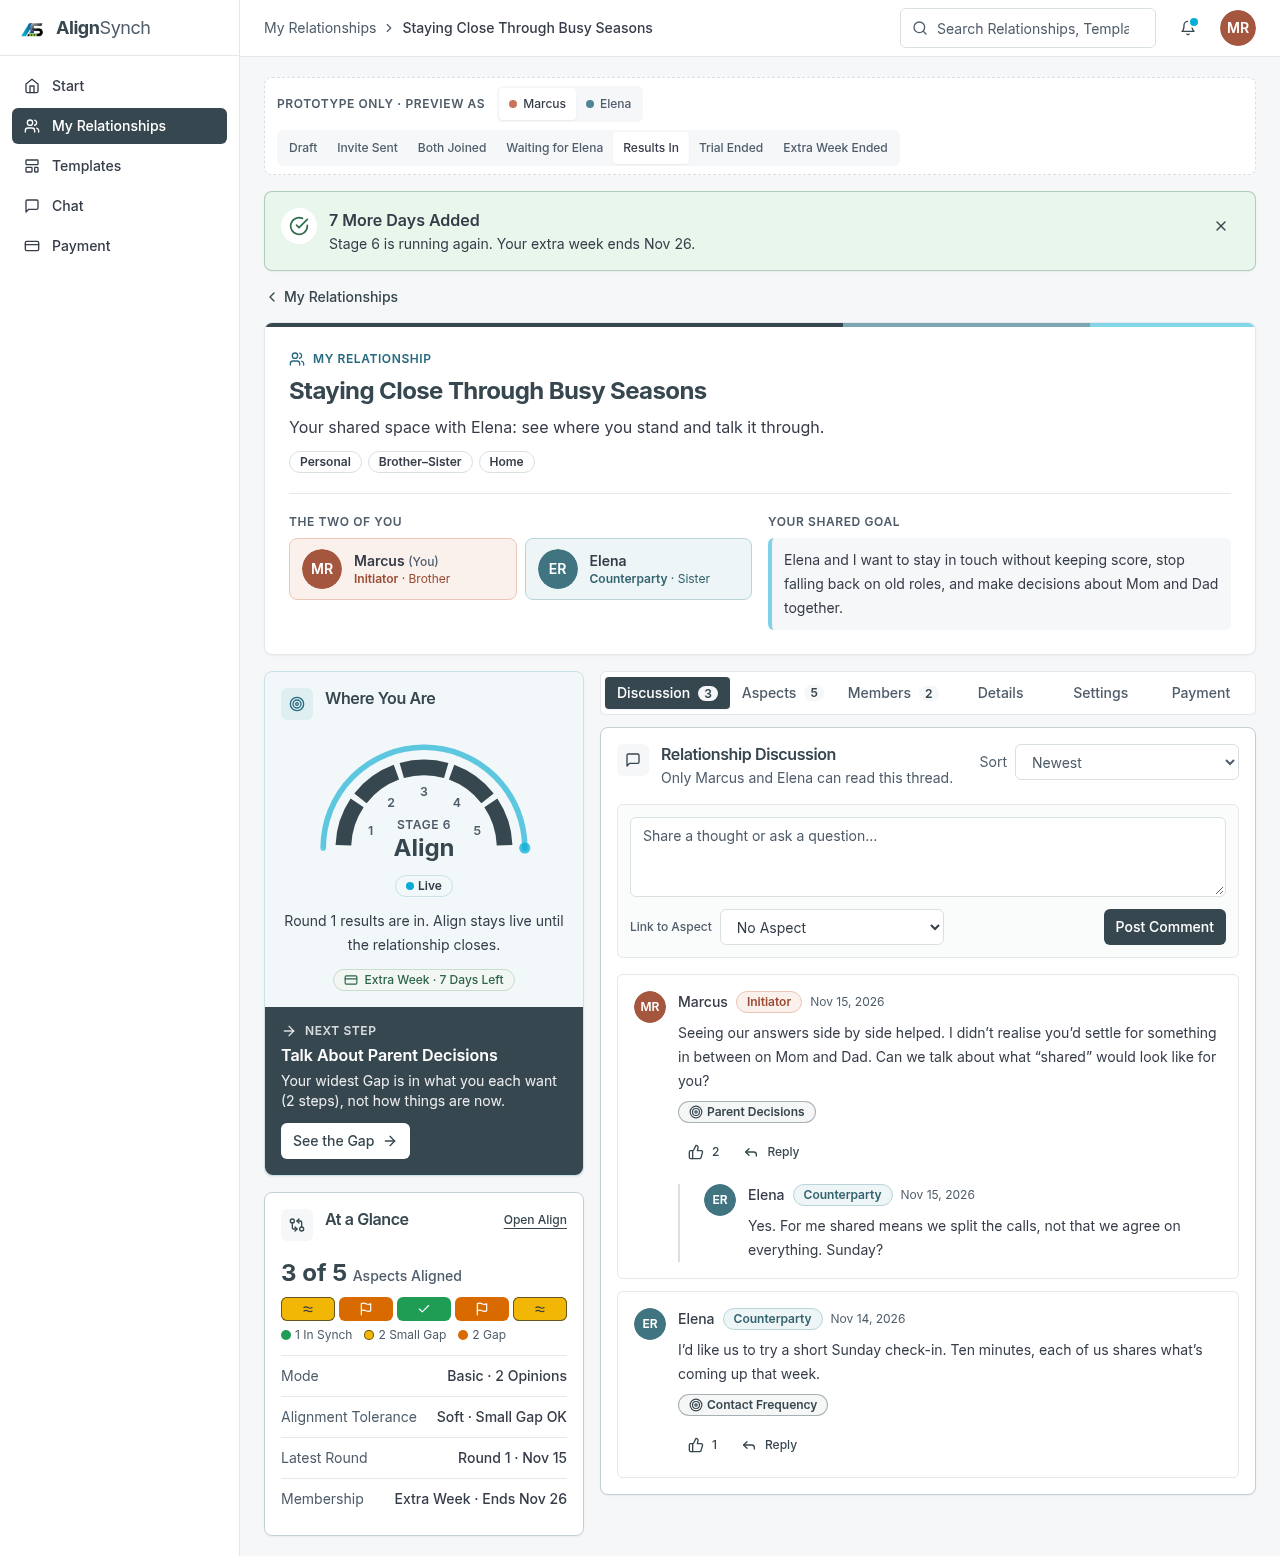 AlignSynch
My Relationships
Staying Close Through Busy Seasons
Search Relationships, Templa
MR
Start
My Relationships
Templates
Chat
Payment
PROTOTYPE ONLY · PREVIEW AS
Marcus
Elena
Draft
Invite Sent
Both Joined
Waiting for Elena
Results In
Trial Ended
Extra Week Ended
7 More Days Added
Stage 6 is running again. Your extra week ends Nov 26.
My Relationships
MY RELATIONSHIP
Staying Close Through Busy Seasons
Your shared space with Elena: see where you stand and talk it through.
Personal
Brother–Sister
Home
THE TWO OF YOU
MR
Marcus (You)
Initiator · Brother
ER
Elena
Counterparty · Sister
YOUR SHARED GOAL
Elena and I want to stay in touch without keeping score, stop
falling back on old roles, and make decisions about Mom and Dad
together.
Where You Are
1
2
3
4
5
STAGE 6
Align
Live
Round 1 results are in. Align stays live until
the relationship closes.
Extra Week · 7 Days Left
NEXT STEP
Talk About Parent Decisions
Your widest Gap is in what you each want
(2 steps), not how things are now.
See the Gap
At a Glance
Open Align
3 of 5 Aspects Aligned
1 In Synch
2 Small Gap
2 Gap
Mode
Basic · 2 Opinions
Alignment Tolerance
Soft · Small Gap OK
Latest Round
Round 1 · Nov 15
Membership
Extra Week · Ends Nov 26
Discussion 3
Aspects 5
Members 2
Details
Settings
Payment
Relationship Discussion
Only Marcus and Elena can read this thread.
Sort
Newest
Share a thought or ask a question…
Link to Aspect
No Aspect
Post Comment
MR
Marcus
Initiator
Nov 15, 2026
Seeing our answers side by side helped. I didn’t realise you’d settle for something
in between on Mom and Dad. Can we talk about what “shared” would look like for
you?
Parent Decisions
2
Reply
ER
Elena
Counterparty
Nov 15, 2026
Yes. For me shared means we split the calls, not that we agree on
everything. Sunday?
ER
Elena
Counterparty
Nov 14, 2026
I’d like us to try a short Sunday check-in. Ten minutes, each of us shares what’s
coming up that week.
Contact Frequency
1
Reply